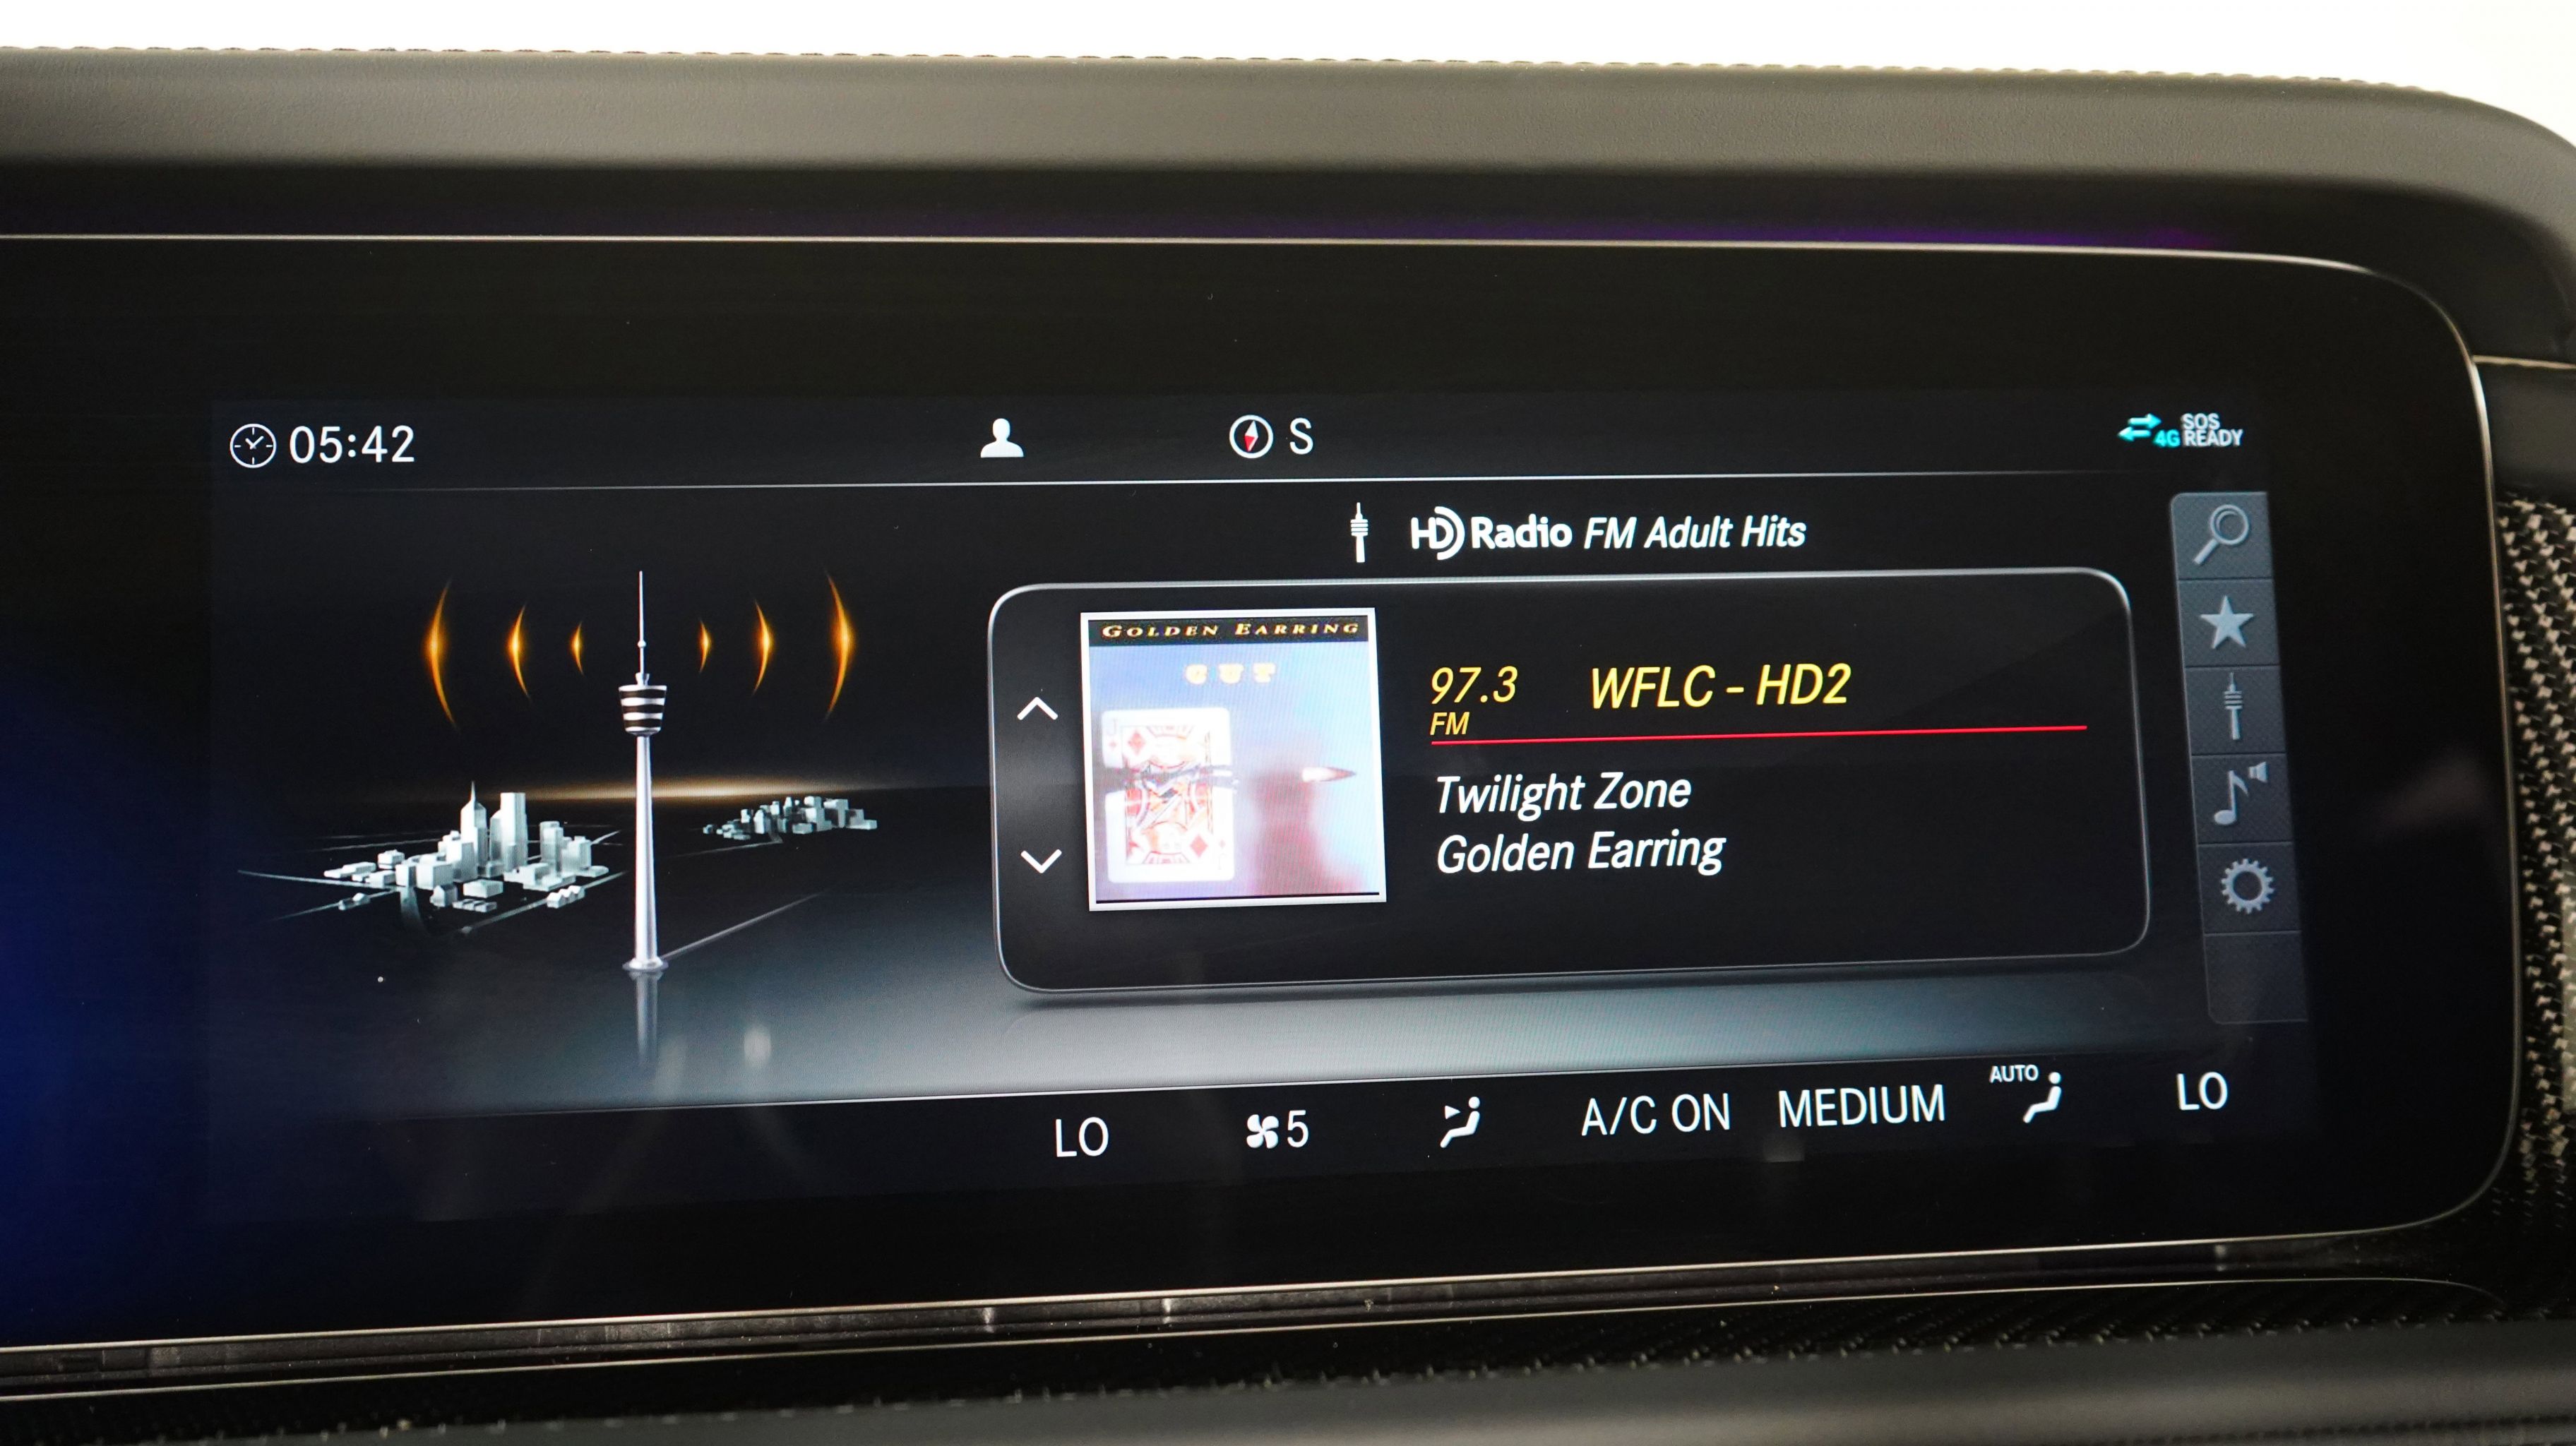 05:42
S
4G SOS READY
HD Radio FM Adult Hits
GOLDEN EARRING
CUT
J
97.3 WFLC - HD2
FM
Twilight Zone
Golden Earring
LO 5 A/C ON MEDIUM AUTO LO